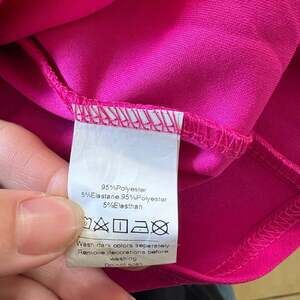 95%Polyester
5%Elastane.95%Polyester
5%Elasthan
Wash dark colors separately
Remove decorations before
washing